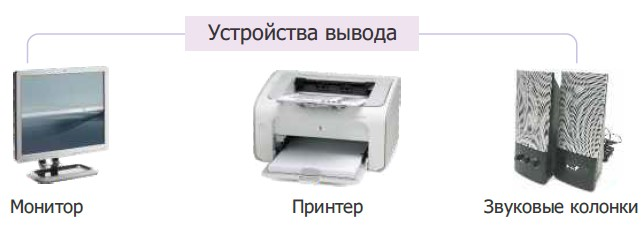 Устройства вывода
Монитор
Принтер
Звуковые колонки